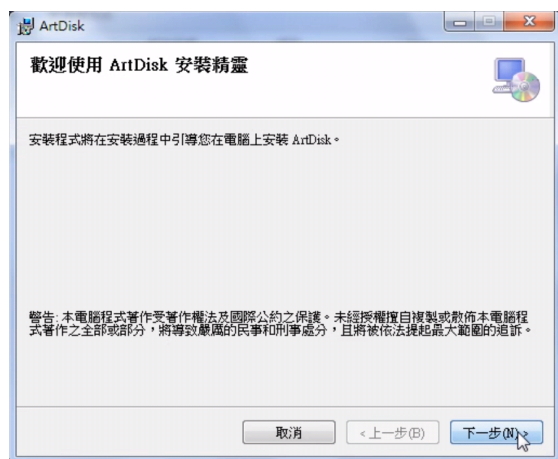 ArtDisk
歡迎使用 ArtDisk 安裝精靈
安裝程式將在安裝過程中引導您在電腦上安裝 ArtDisk。
警告: 本電腦程式著作受著作權法及國際公約之保護。未經授權擅自複製或散佈本電腦程
式著作之全部或部分，將導致嚴厲的民事和刑事處分，且將被依法提起最大範圍的追訴。
取消
<上一步(B)
下一步(N)>